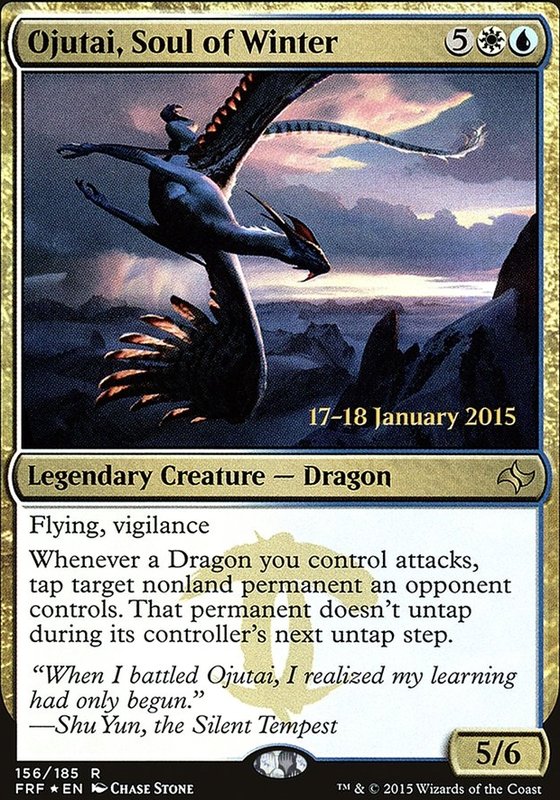 Ojutai, Soul of Winter 5
17–18 January 2015
Legendary Creature — Dragon
Flying, vigilance
Whenever a Dragon you control attacks,
tap target nonland permanent an opponent
controls. That permanent doesn't untap
during its controller's next untap step.
“When I battled Ojutai, I realized my learning
had only begun.”
—Shu Yun, the Silent Tempest
5/6
156/185 R
FRF ★ EN Chase Stone
™ & © 2015 Wizards of the Coast